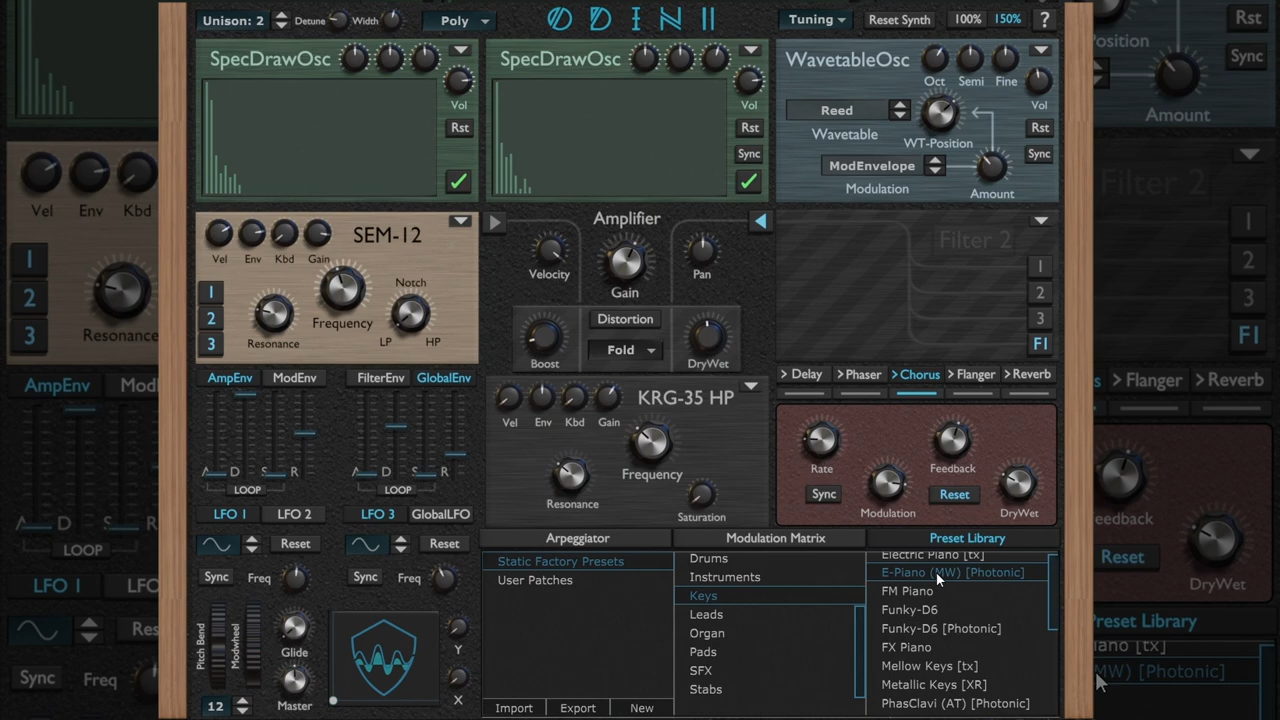 Unison: 2
Detune
Width
Poly
ODIN II
Tuning
Reset Synth
100%
150%
?
SpecDrawOsc
Vol
Rst
SpecDrawOsc
Vol
Rst
Sync
WavetableOsc
Oct
Semi
Fine
Vol
Reed
Wavetable
WT-Position
Rst
Sync
ModEnvelope
Modulation
Amount
SEM-12
Vel
Env
Kbd
Gain
1
2
3
Resonance
Frequency
Notch
LP
HP
Amplifier
Velocity
Gain
Pan
Distortion
Boost
Fold
DryWet
Filter 2
1
2
3
F1
AmpEnv
ModEnv
FilterEnv
GlobalEnv
A
D
S
R
LOOP
A
D
S
R
LOOP
KRG-35 HP
Vel
Env
Kbd
Gain
Resonance
Frequency
Saturation
> Delay
> Phaser
> Chorus
> Flanger
> Reverb
Rate
Sync
Modulation
Feedback
Reset
DryWet
LFO 1
LFO 2
LFO 3
GlobalLFO
Reset
Reset
Sync
Freq
Sync
Freq
Pitch Bend
Modwheel
Glide
Master
12
Y
X
Arpeggiator
Modulation Matrix
Preset Library
Static Factory Presets
User Patches
Import
Export
New
Drums
Instruments
Keys
Leads
Organ
Pads
SFX
Stabs
Electric Piano [tx]
E-Piano (MW) [Photonic]
FM Piano
Funky-D6
Funky-D6 [Photonic]
FX Piano
Mellow Keys [tx]
Metallic Keys [XR]
PhasClavi (AT) [Photonic]
Vel
Env
Kbd
1
2
3
Resonance
AmpEnv
A
D
LOOP
LFO 1
Sync
Freq
Position
Rst
Sync
Amount
Filter 2
1
2
3
F1
> Flanger
> Reverb
Feedback
Reset
DryWet
Preset Library
MW) [Photonic]